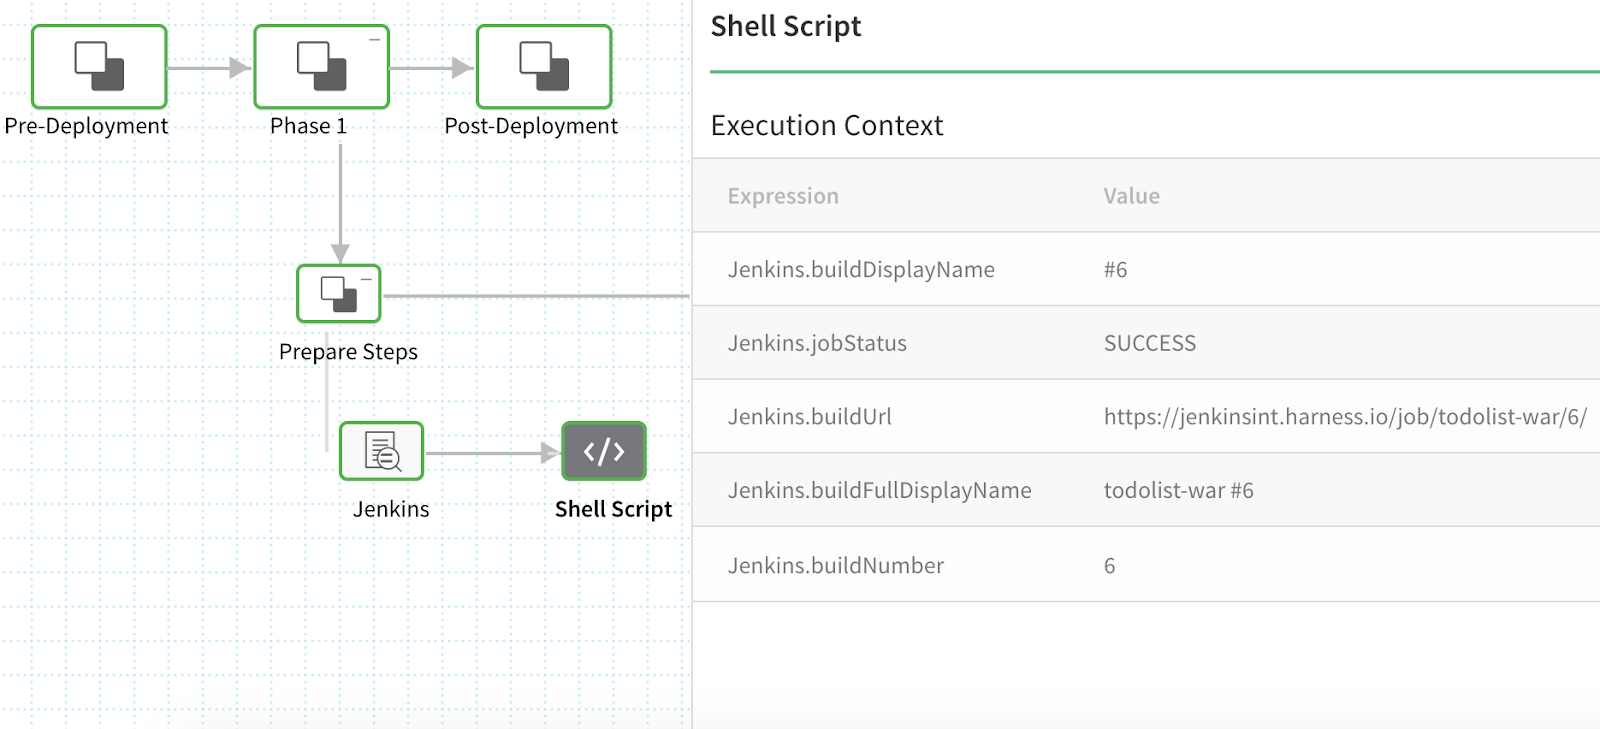 Pre-Deployment
Phase 1
Post-Deployment
Prepare Steps
Jenkins
</>
Shell Script
Shell Script
Execution Context
Expression Value
Jenkins.buildDisplayName #6
Jenkins.jobStatus SUCCESS
Jenkins.buildUrl https://jenkinsint.harness.io/job/todolist-war/6/
Jenkins.buildFullDisplayName todolist-war #6
Jenkins.buildNumber 6